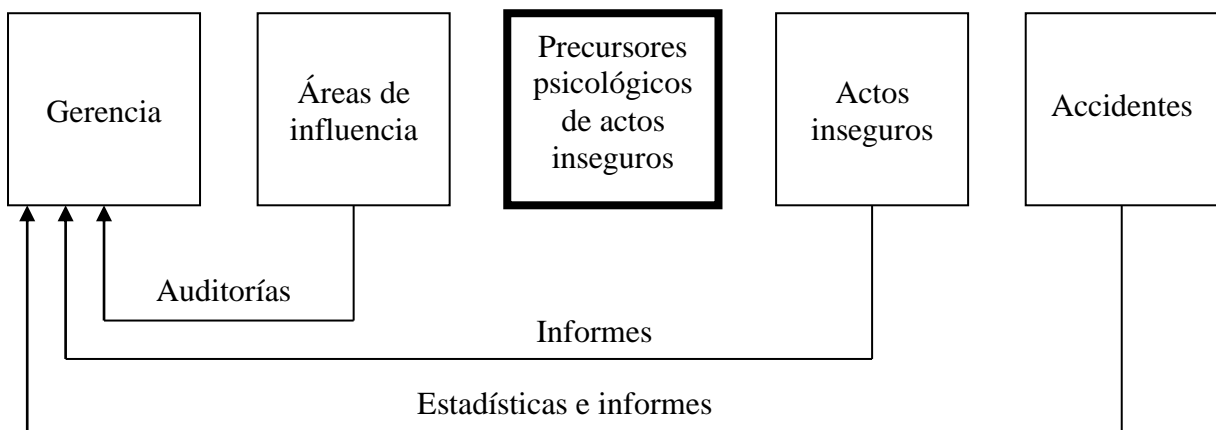 Gerencia
Áreas de
influencia
Precursores
psicológicos
de actos
inseguros
Actos
inseguros
Accidentes
Auditorías
Informes
Estadísticas e informes